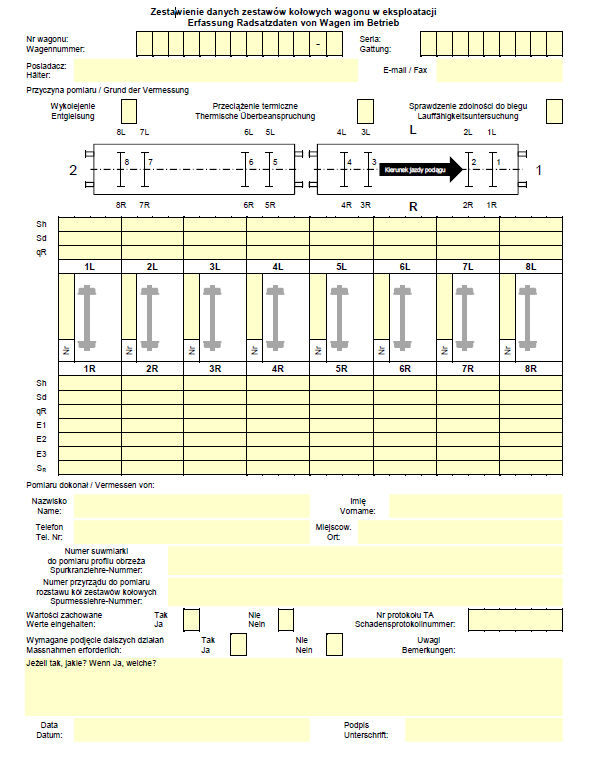 Zestawienie danych zestawów kołowych wagonu w eksploatacji
Erfassung Radsatzdaten von Wagen im Betrieb
Nr wagonu:
Wagennummer:
-
Seria:
Gattung:
Posiadacz:
Hälter:
E-mail / Fax
Przyczyna pomiaru / Grund der Vermessung
Wykolejenie
Entgleisung
Przeciążenie termiczne
Thermische Überbeanspruchung
Sprawdzenie zdolności do biegu
Lauffähigkeitsuntersuchung
8L 7L 6L 5L 4L 3L L 2L 1L
2 8 7 6 5 4 3 Kierunek jazdy podągu 2 1 1
8R 7R 6R 5R 4R 3R R 2R 1R
Sh
Sd
qR
1L 2L 3L 4L 5L 6L 7L 8L
Nr Nr Nr Nr Nr Nr Nr Nr
1R 2R 3R 4R 5R 6R 7R 8R
Sh
Sd
qR
E1
E2
E3
SR
Pomiaru dokonał / Vermessen von:
Nazwisko
Name:
Imię
Vorname:
Telefon
Tel. Nr:
Miejscow.
Ort:
Numer suwmiarki
do pomiaru profilu obrzeża
Spurkranzlehre-Nummer:
Numer przyrządu do pomiaru
rozstawu kół zestawów kołowych
Spurmesslehre-Nummer:
Wartości zachowane
Werte eingehalten:
Tak
Ja
Nie
Nein
Nr protokołu TA
Schadensprotokollnummer:
Wymagane podjęcie dalszych działań
Massnahmen erforderlich:
Tak
Ja
Nie
Nein
Uwagi
Bemerkungen:
Jeżeli tak, jakie? Wenn Ja, welche?
Data
Datum:
Podpis
Unterschrift: